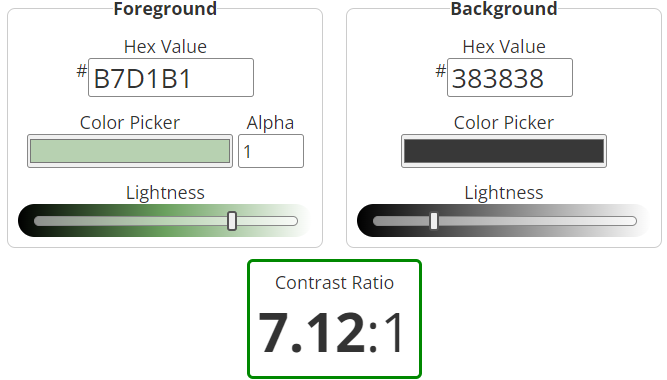 Foreground
Hex Value
# B7D1B1
Color Picker Alpha
1
Lightness
Background
Hex Value
# 383838
Color Picker
Lightness
Contrast Ratio
7.12:1